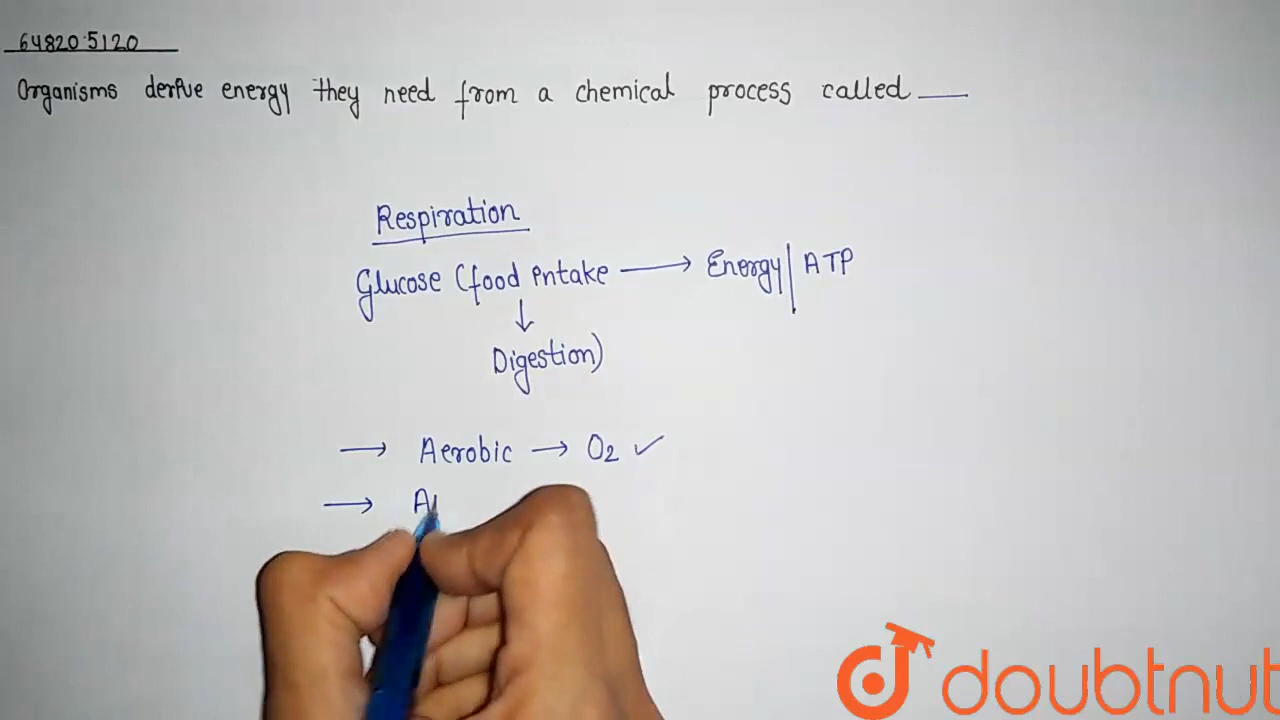 64820.5120
Organisms derive energy they need from a chemical process called ___
Respiration
Glucose (food intake → Energy | ATP
↓
Digestion)
→ Aerobic → O2 ✓
→ A
doubtnut